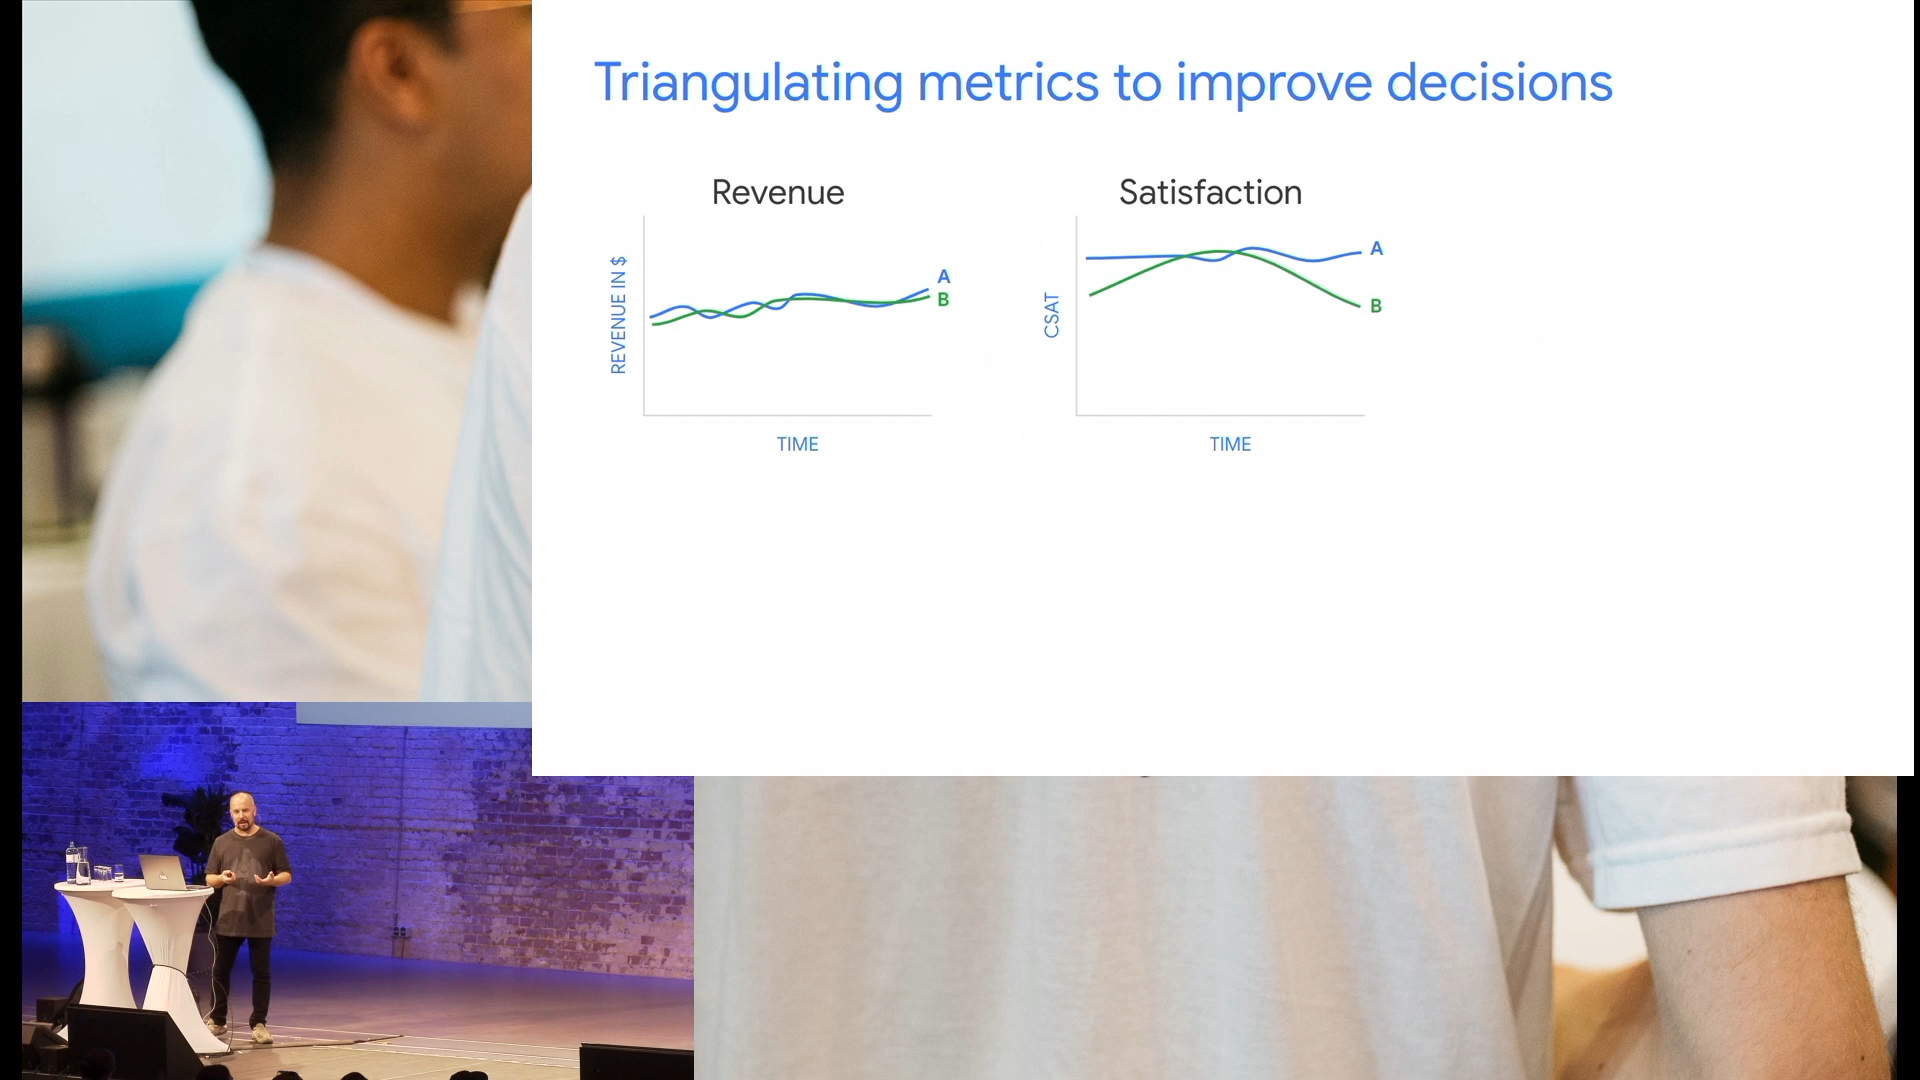 Triangulating metrics to improve decisions
Revenue
REVENUE IN $
A
B
TIME
Satisfaction
CSAT
A
B
TIME